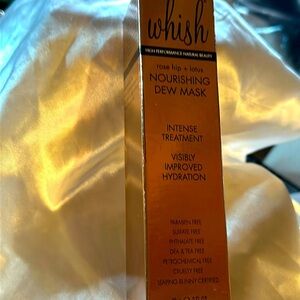 whish
HIGH PERFORMANCE NATURAL BEAUTY
rose hip + lotus
NOURISHING
DEW MASK
INTENSE
TREATMENT
VISIBLY
IMPROVED
HYDRATION
PARABEN FREE
SULFATE FREE
PHTHALATE FREE
DEA & TEA FREE
PETROCHEMICAL FREE
CRUELTY FREE
LEAPING BUNNY CERTIFIED